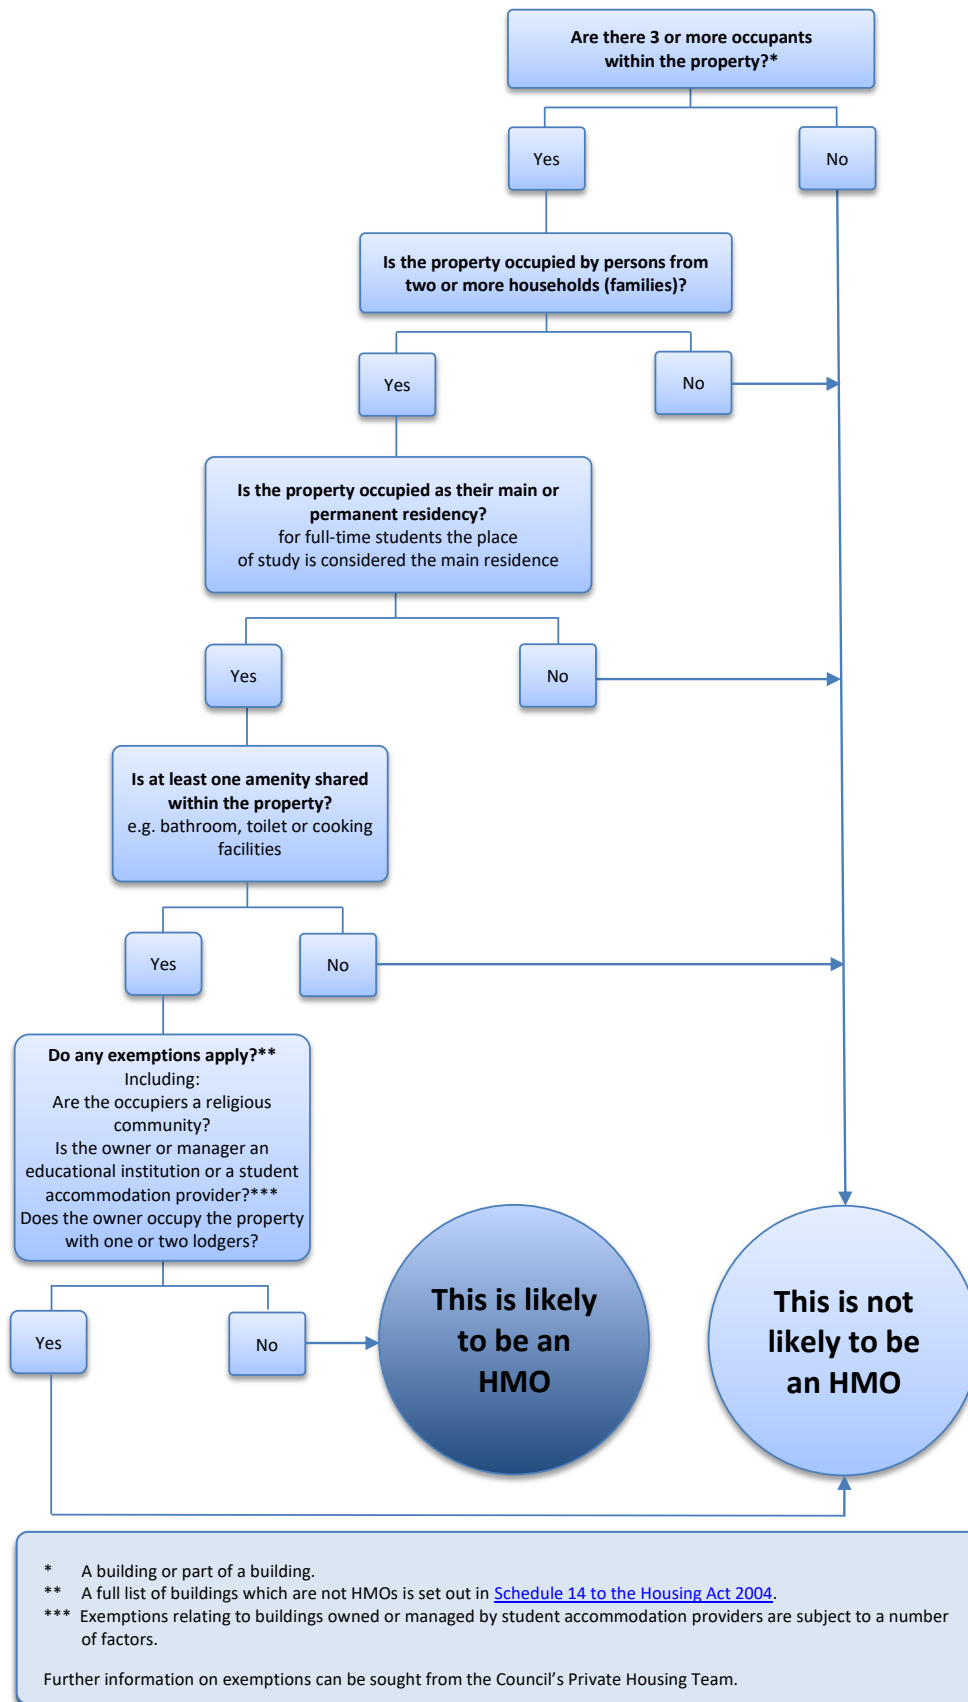 Are there 3 or more occupants
within the property?*
Yes
No
Is the property occupied by persons from
two or more households (families)?
Yes
No
Is the property occupied as their main or
permanent residency?
for full-time students the place
of study is considered the main residence
Yes
No
Is at least one amenity shared
within the property?
e.g. bathroom, toilet or cooking
facilities
Yes
No
Do any exemptions apply?**
Including:
Are the occupiers a religious
community?
Is the owner or manager an
educational institution or a student
accommodation provider?***
Does the owner occupy the property
with one or two lodgers?
Yes
No
This is likely
to be an
HMO
This is not
likely to be
an HMO
* A building or part of a building.
** A full list of buildings which are not HMOs is set out in Schedule 14 to the Housing Act 2004.
*** Exemptions relating to buildings owned or managed by student accommodation providers are subject to a number
of factors.
Further information on exemptions can be sought from the Council’s Private Housing Team.